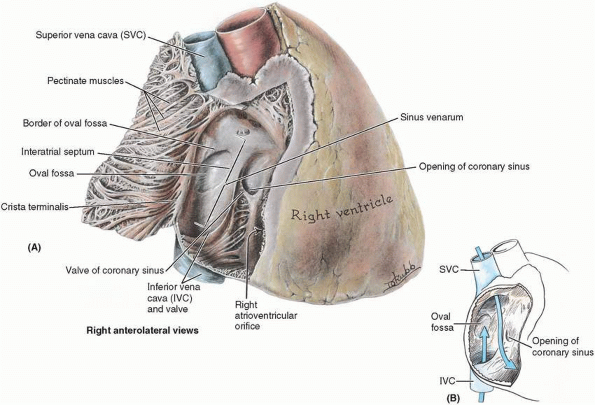 Superior vena cava (SVC)
Pectinate muscles
Border of oval fossa
Interatrial septum
Oval fossa
Crista terminalis
(A)
Valve of coronary sinus
Inferior vena
cava (IVC)
and valve
Right
atrioventricular
orifice
Right anterolateral views
Sinus venarum
Opening of coronary sinus
Right ventricle
SVC
Oval
fossa
Opening of
coronary sinus
IVC
(B)